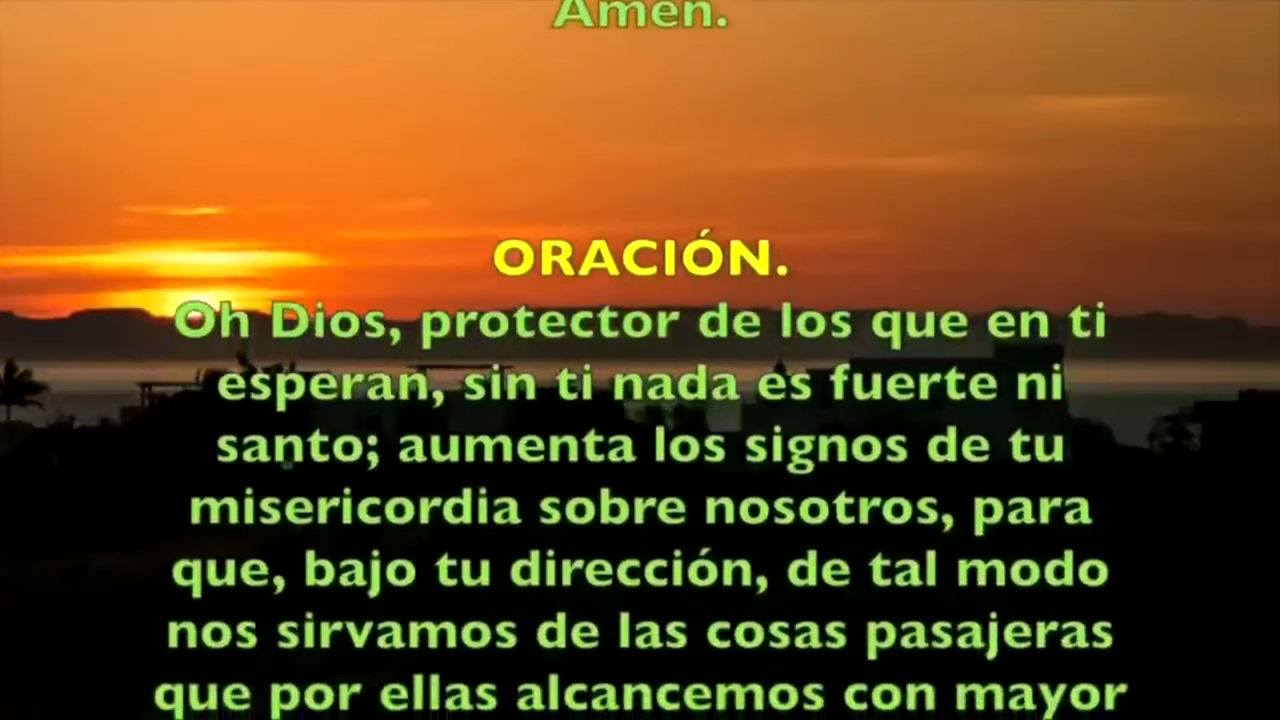 Amén.
ORACIÓN.
Oh Dios, protector de los que en ti
esperan, sin ti nada es fuerte ni
santo; aumenta los signos de tu
misericordia sobre nosotros, para
que, bajo tu dirección, de tal modo
nos sirvamos de las cosas pasajeras
que por ellas alcancemos con mayor